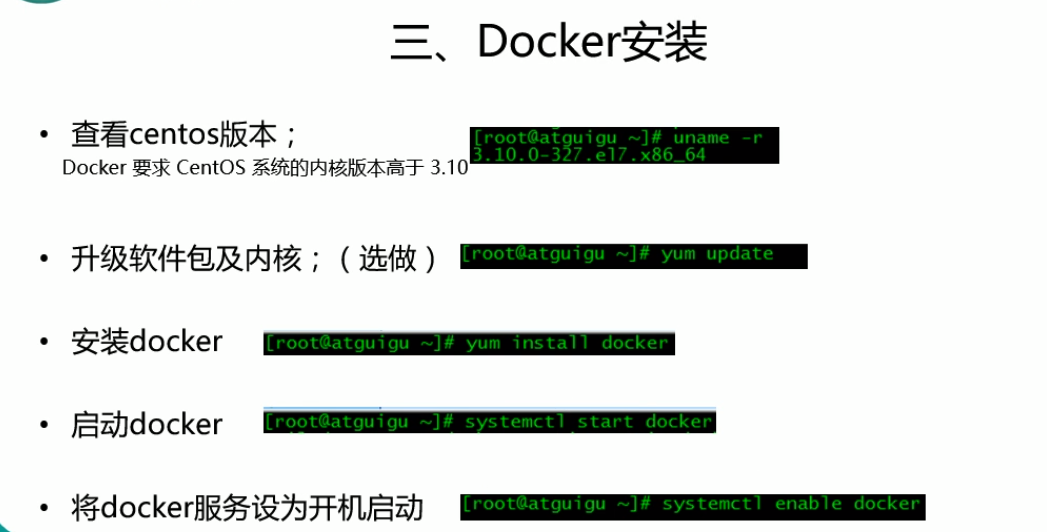 三、Docker安装
• 查看centos版本；
Docker 要求 CentOS 系统的内核版本高于 3.10
[root@atguigu ~]# uname -r
3.10.0-327.el7.x86_64
• 升级软件包及内核；（选做）
[root@atguigu ~]# yum update
• 安装docker
[root@atguigu ~]# yum install docker
• 启动docker
[root@atguigu ~]# systemctl start docker
• 将docker服务设为开机启动
[root@atguigu ~]# systemctl enable docker